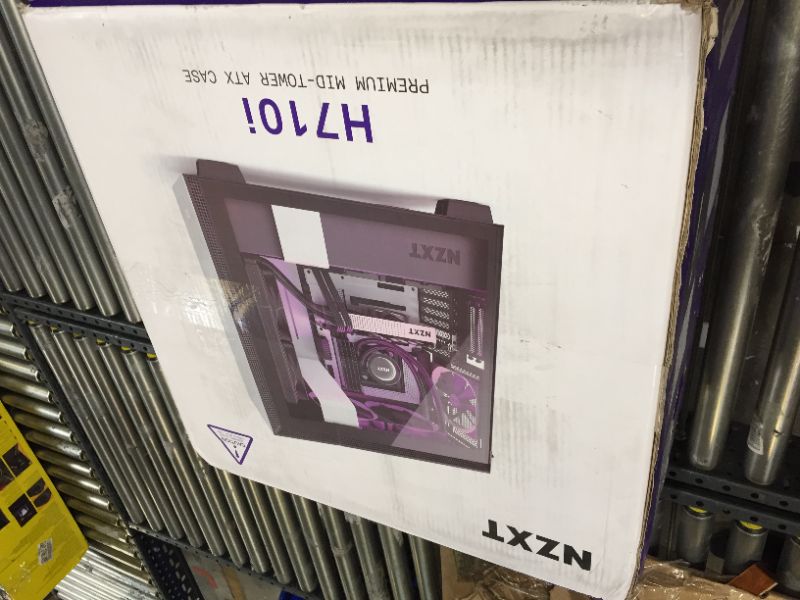 NZXT
H710i
PREMIUM MID-TOWER ATX CASE
NZXT
NZXT